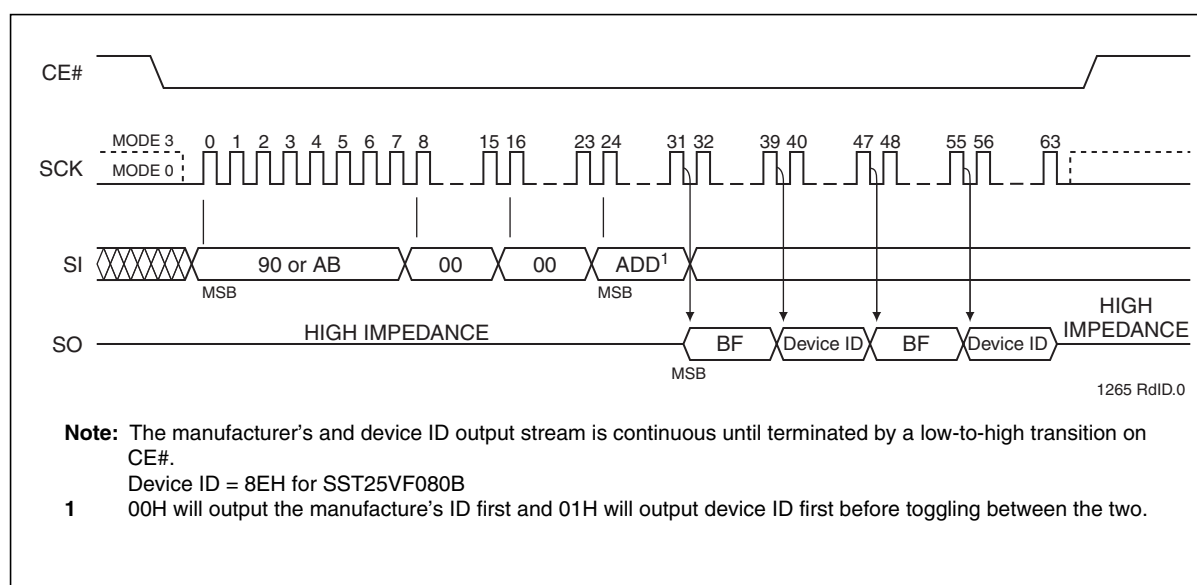 CE#
MODE 3
0 1 2 3 4 5 6 7 8 15 16 23 24 31 32 39 40 47 48 55 56 63
SCK
MODE 0
SI
90 or AB 00 00 ADD1
MSB MSB
HIGH IMPEDANCE
HIGH IMPEDANCE
SO
BF Device ID BF Device ID
MSB
1265 RdID.0
Note: The manufacturer's and device ID output stream is continuous until terminated by a low-to-high transition on
CE#.
Device ID = 8EH for SST25VF080B
1 00H will output the manufacture's ID first and 01H will output device ID first before toggling between the two.